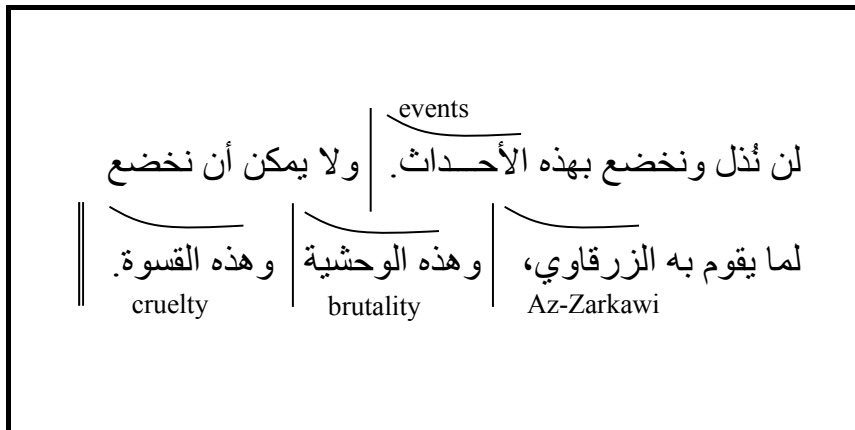 events
لن نُذل ونخضع بهذه الأحـــداث. ولا يمكن أن نخضع
لما يقوم به الزرقاوي، وهذه الوحشية وهذه القسوة.
Az-Zarkawi brutality cruelty